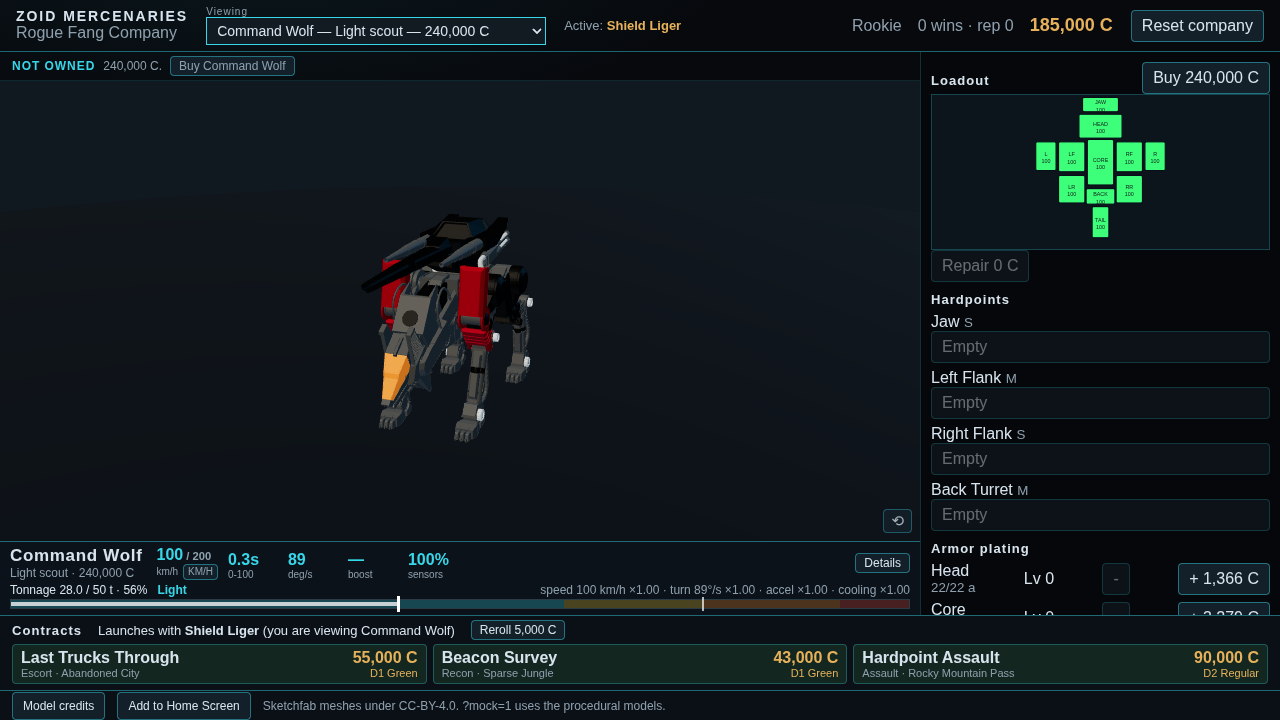 ZOID MERCENARIES
Rogue Fang Company
Viewing
Command Wolf — Light scout — 240,000 C
Active: Shield Liger
Rookie 0 wins · rep 0 185,000 C Reset company
NOT OWNED 240,000 C. Buy Command Wolf
Loadout Buy 240,000 C
JAW
100
HEAD
100
L LF RF R
100 100 CORE 100 100
100
LR BACK RR
100 100 100
TAIL
100
Repair 0 C
Hardpoints
Jaw S
Empty
Left Flank M
Empty
Right Flank S
Empty
Back Turret M
Empty
Armor plating
Head Lv 0 - + 1,366 C
22/22 a
Core
⟲
Command Wolf 100 / 200 0.3s 89 — 100% Details
Light scout · 240,000 C km/h KM/H 0-100 deg/s boost sensors
Tonnage 28.0 / 50 t · 56% Light speed 100 km/h ×1.00 · turn 89°/s ×1.00 · accel ×1.00 · cooling ×1.00
Contracts Launches with Shield Liger (you are viewing Command Wolf) Reroll 5,000 C
Last Trucks Through 55,000 C
Escort · Abandoned City D1 Green
Beacon Survey 43,000 C
Recon · Sparse Jungle D1 Green
Hardpoint Assault 90,000 C
Assault · Rocky Mountain Pass D2 Regular
Model credits Add to Home Screen Sketchfab meshes under CC-BY-4.0. ?mock=1 uses the procedural models.